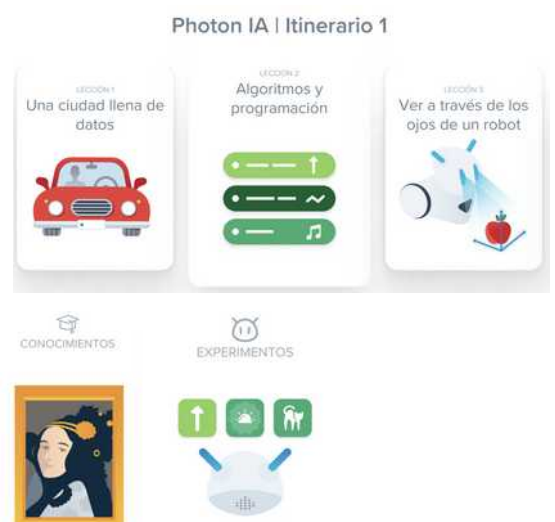 Photon IA | Itinerario 1
LECCIÓN 1
Una ciudad llena de
datos
LECCIÓN 2
Algoritmos y
programación
LECCIÓN 3
Ver a través de los
ojos de un robot
CONOCIMIENTOS
EXPERIMENTOS